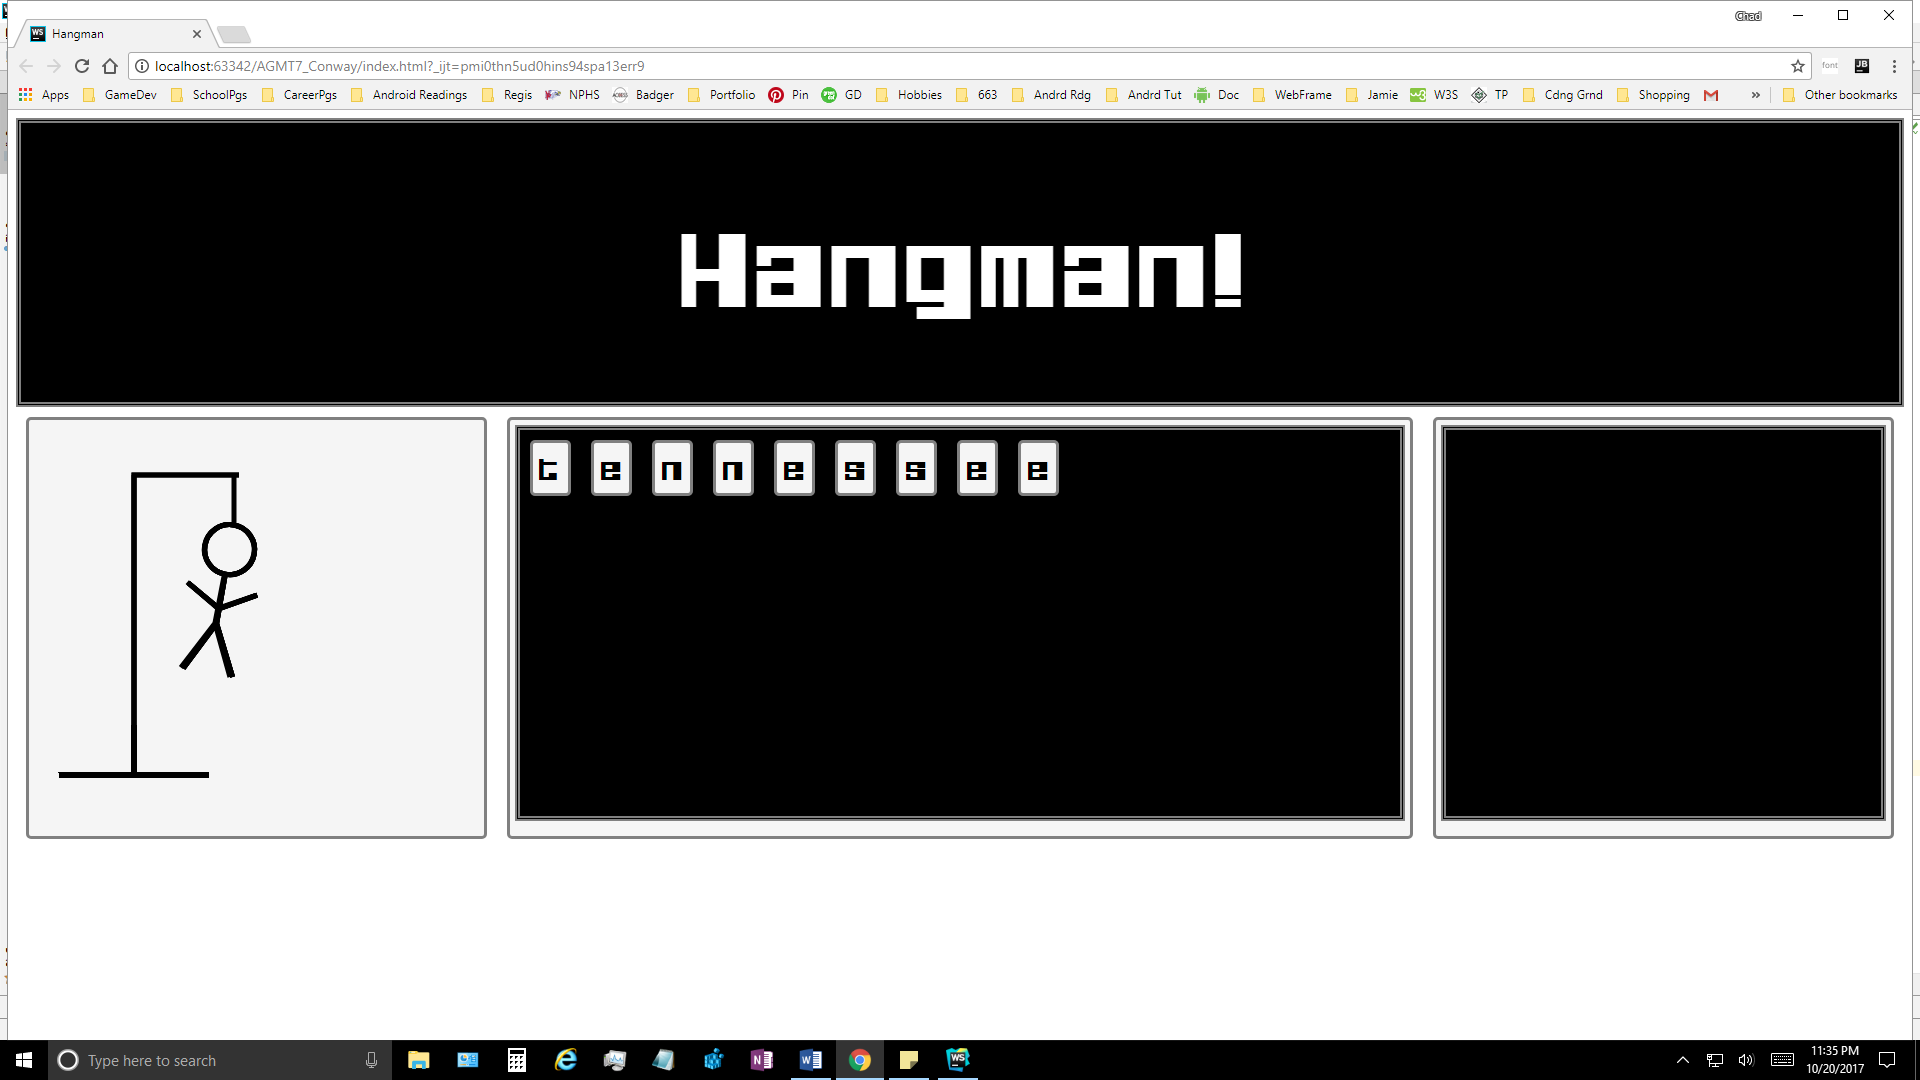 Chad
Hangman
localhost:63342/AGMT7_Conway/index.html?_ijt=pmi0thn5ud0hins94spa13err9
font
JB
Apps GameDev SchoolPgs CareerPgs Android Readings Regis NPHS Badger Portfolio Pin GD Hobbies 663 Andrd Rdg Andrd Tut Doc WebFrame Jamie W3S TP Cdng Grnd Shopping » Other bookmarks
Hangman!
t e n n e s s e e
Type here to search
11:35 PM
10/20/2017